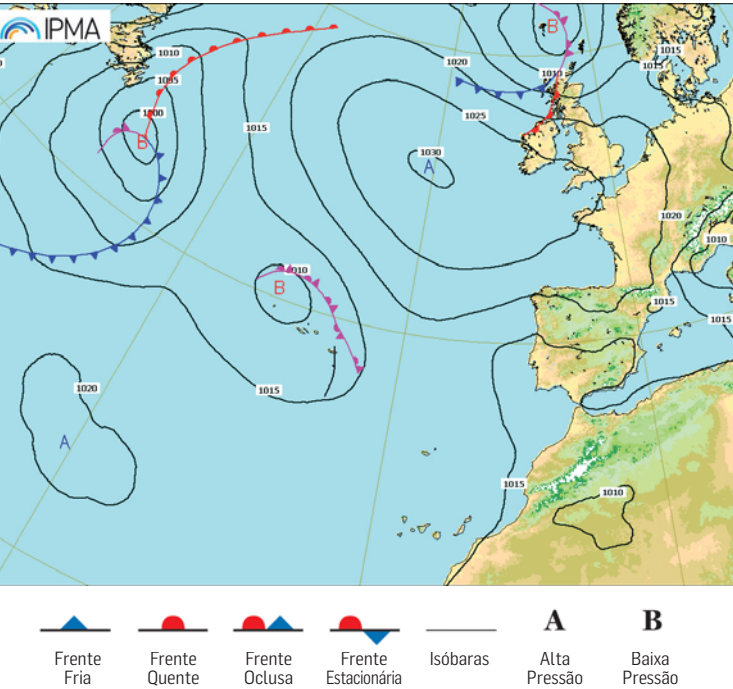 IPMA
B
1015
1010
1020
1015
1010
1005
1025
1000
1015
B
1030
A
1020
1010
1010
B
1015
1015
1020
1015
A
1015
1010
A
B
Frente
Fria
Frente
Quente
Frente
Oclusa
Frente
Estacionária
Isóbaras
Alta
Pressão
Baixa
Pressão